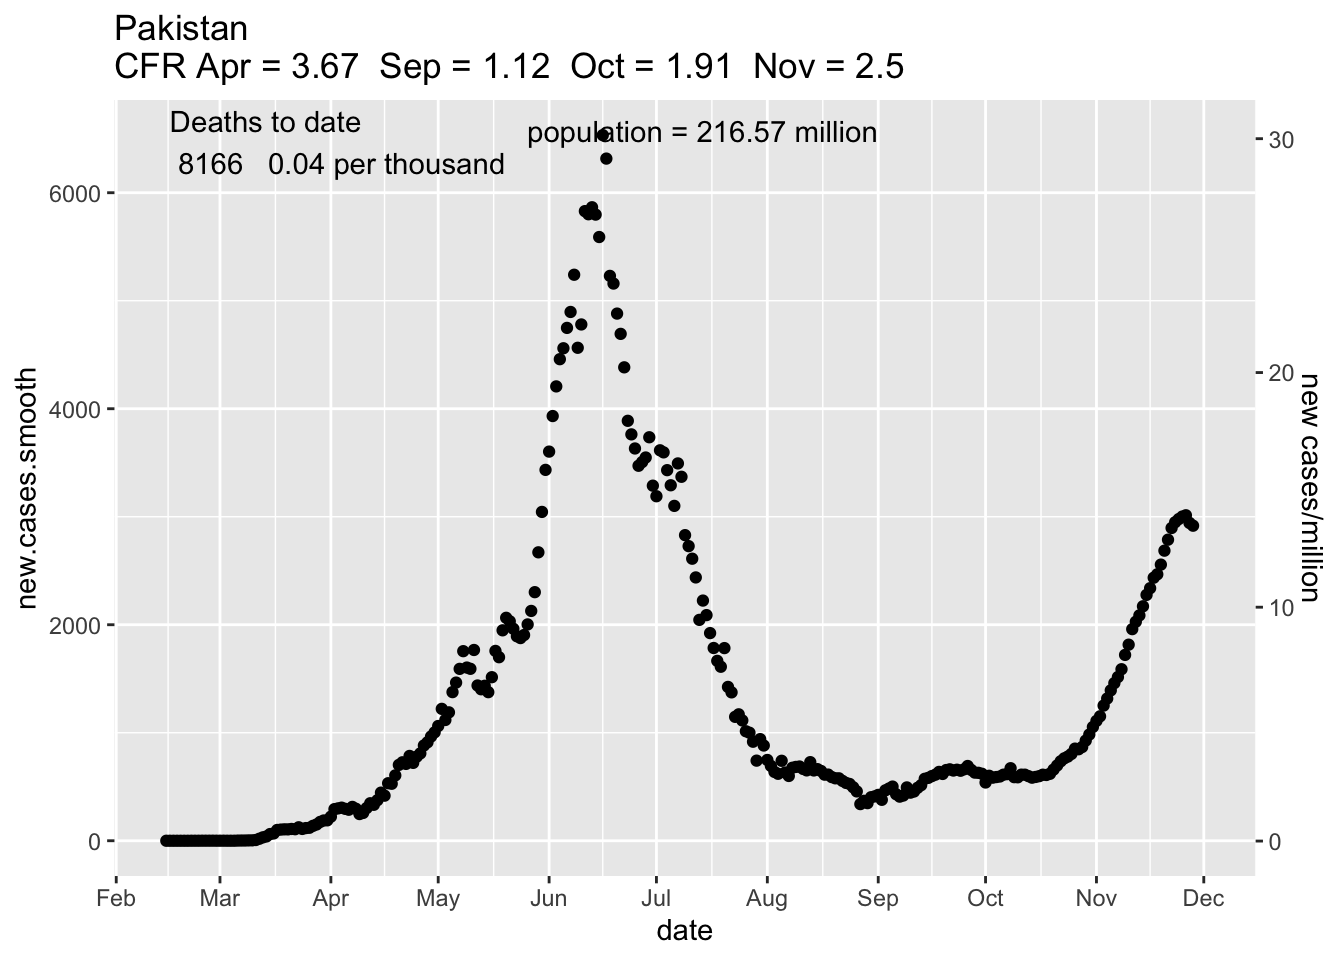 Pakistan
CFR Apr = 3.67  Sep = 1.12  Oct = 1.91  Nov = 2.5
Deaths to date
8166   0.04 per thousand
population = 216.57 million
new.cases.smooth
6000
4000
2000
0
30
20
10
0
new cases/million
Feb Mar Apr May Jun Jul Aug Sep Oct Nov Dec
date